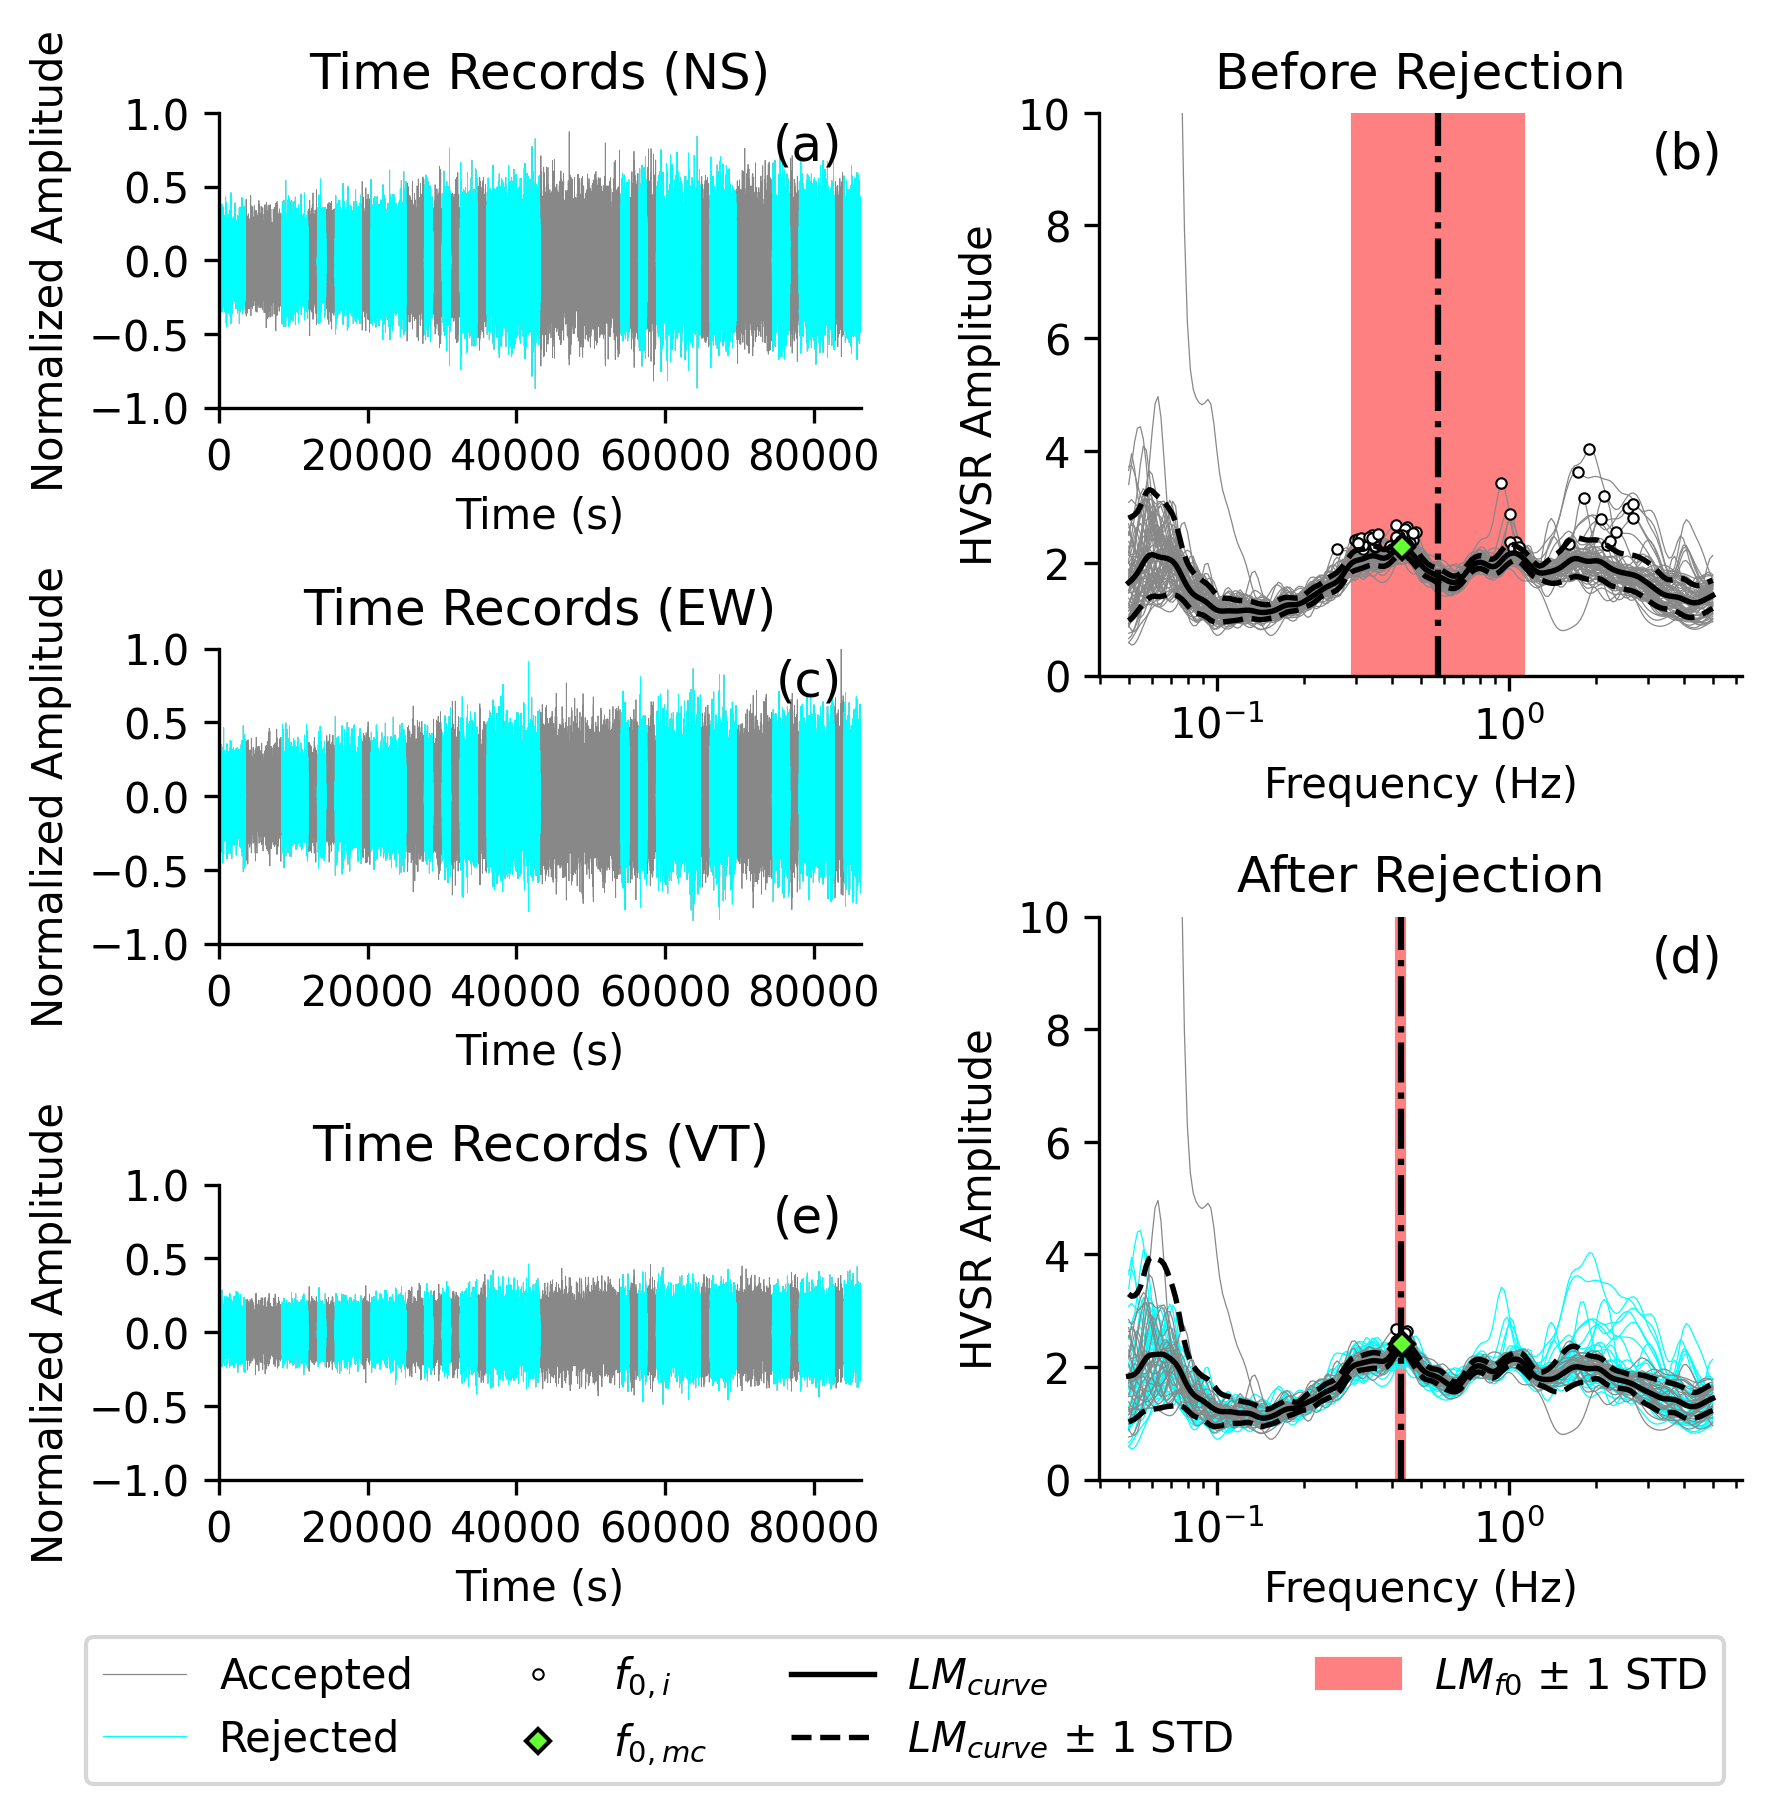 Time Records (NS)
(a)
Normalized Amplitude
1.0
0.5
0.0
−0.5
−1.0
0 20000 40000 60000 80000
Time (s)
Before Rejection
(b)
HVSR Amplitude
10
8
6
4
2
0
10⁻¹ 10⁰
Frequency (Hz)
Time Records (EW)
(c)
Normalized Amplitude
1.0
0.5
0.0
−0.5
−1.0
0 20000 40000 60000 80000
Time (s)
After Rejection
(d)
HVSR Amplitude
10
8
6
4
2
0
10⁻¹ 10⁰
Frequency (Hz)
Time Records (VT)
(e)
Normalized Amplitude
1.0
0.5
0.0
−0.5
−1.0
0 20000 40000 60000 80000
Time (s)
Accepted
Rejected
f0,i
f0,mc
LMcurve
LMcurve ± 1 STD
LMf0 ± 1 STD